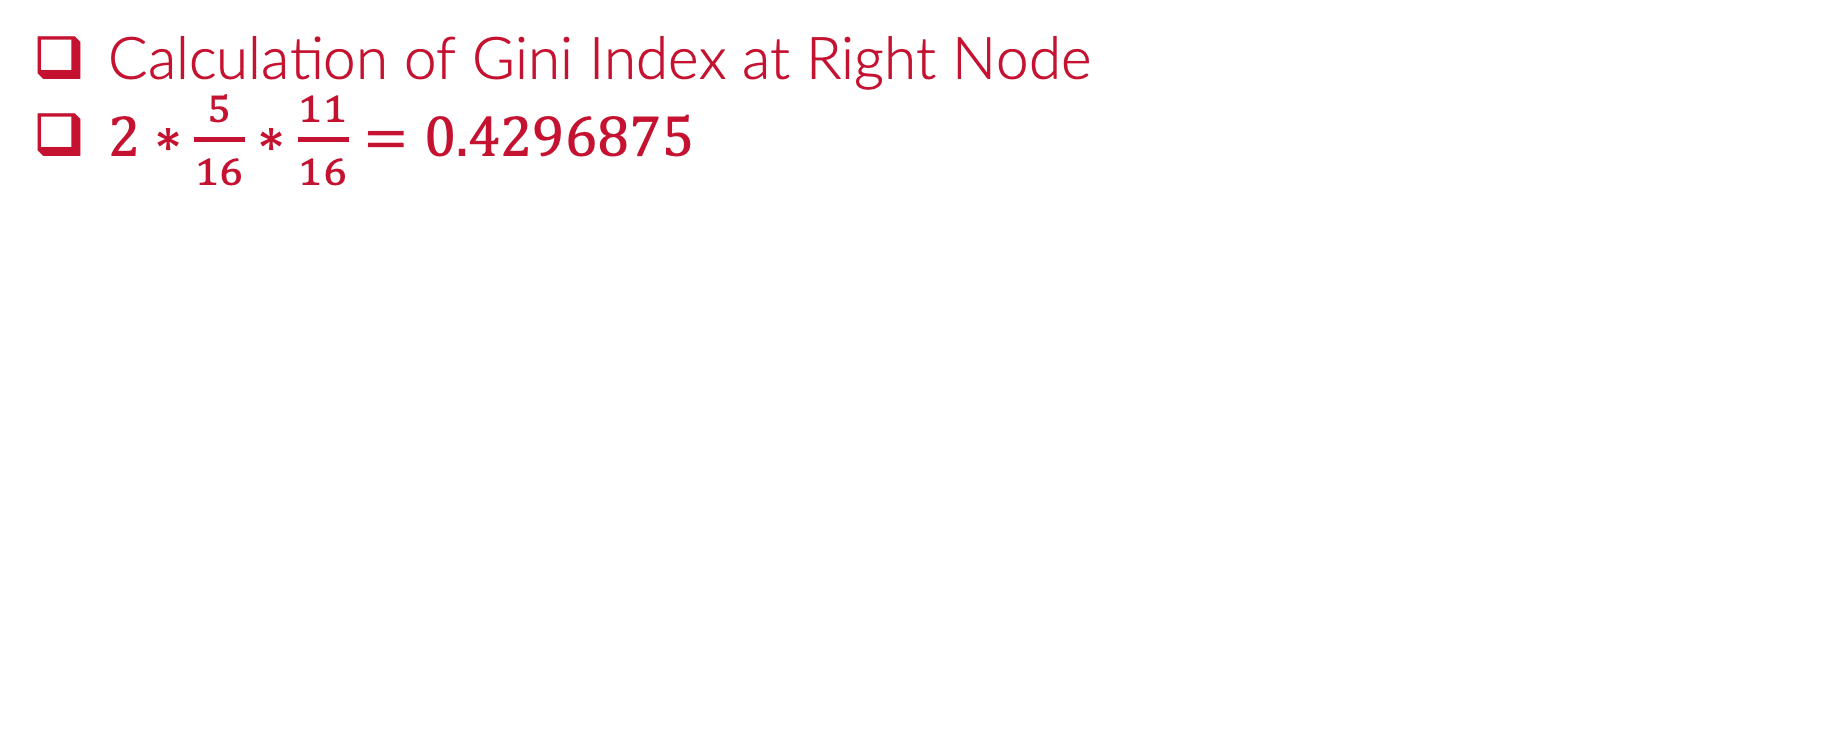 ❑ Calculation of Gini Index at Right Node
❑ 2 * 5/16 * 11/16 = 0.4296875